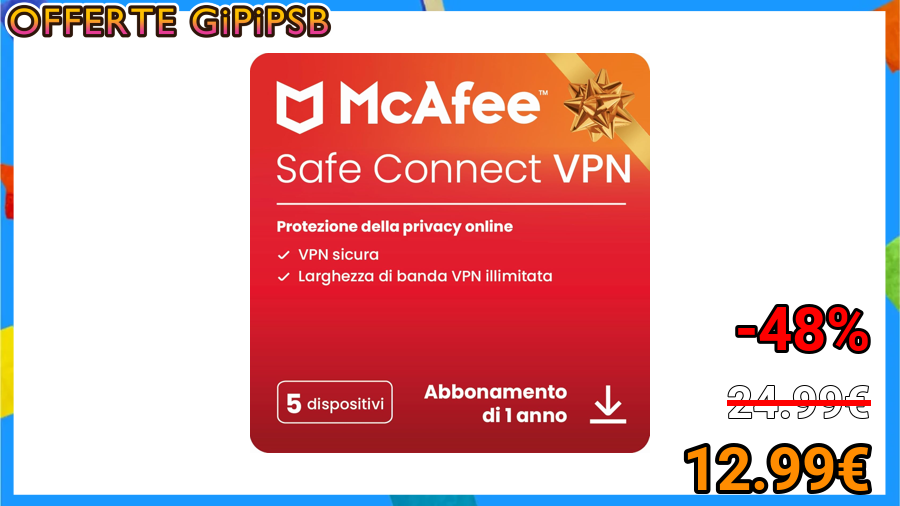 OFFERTE GiPiPSB
McAfee™
Safe Connect VPN
Protezione della privacy online
✓ VPN sicura
✓ Larghezza di banda VPN illimitata
5 dispositivi
Abbonamento
di 1 anno
-48%
24.99€
12.99€